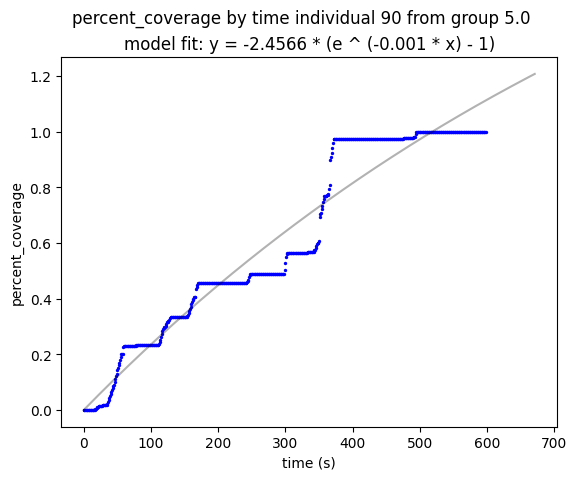 percent_coverage by time individual 90 from group 5.0
model fit: y = -2.4566 * (e ^ (-0.001 * x) - 1)
1.2
1.0
0.8
0.6
0.4
0.2
0.0
percent_coverage
0 100 200 300 400 500 600 700
time (s)